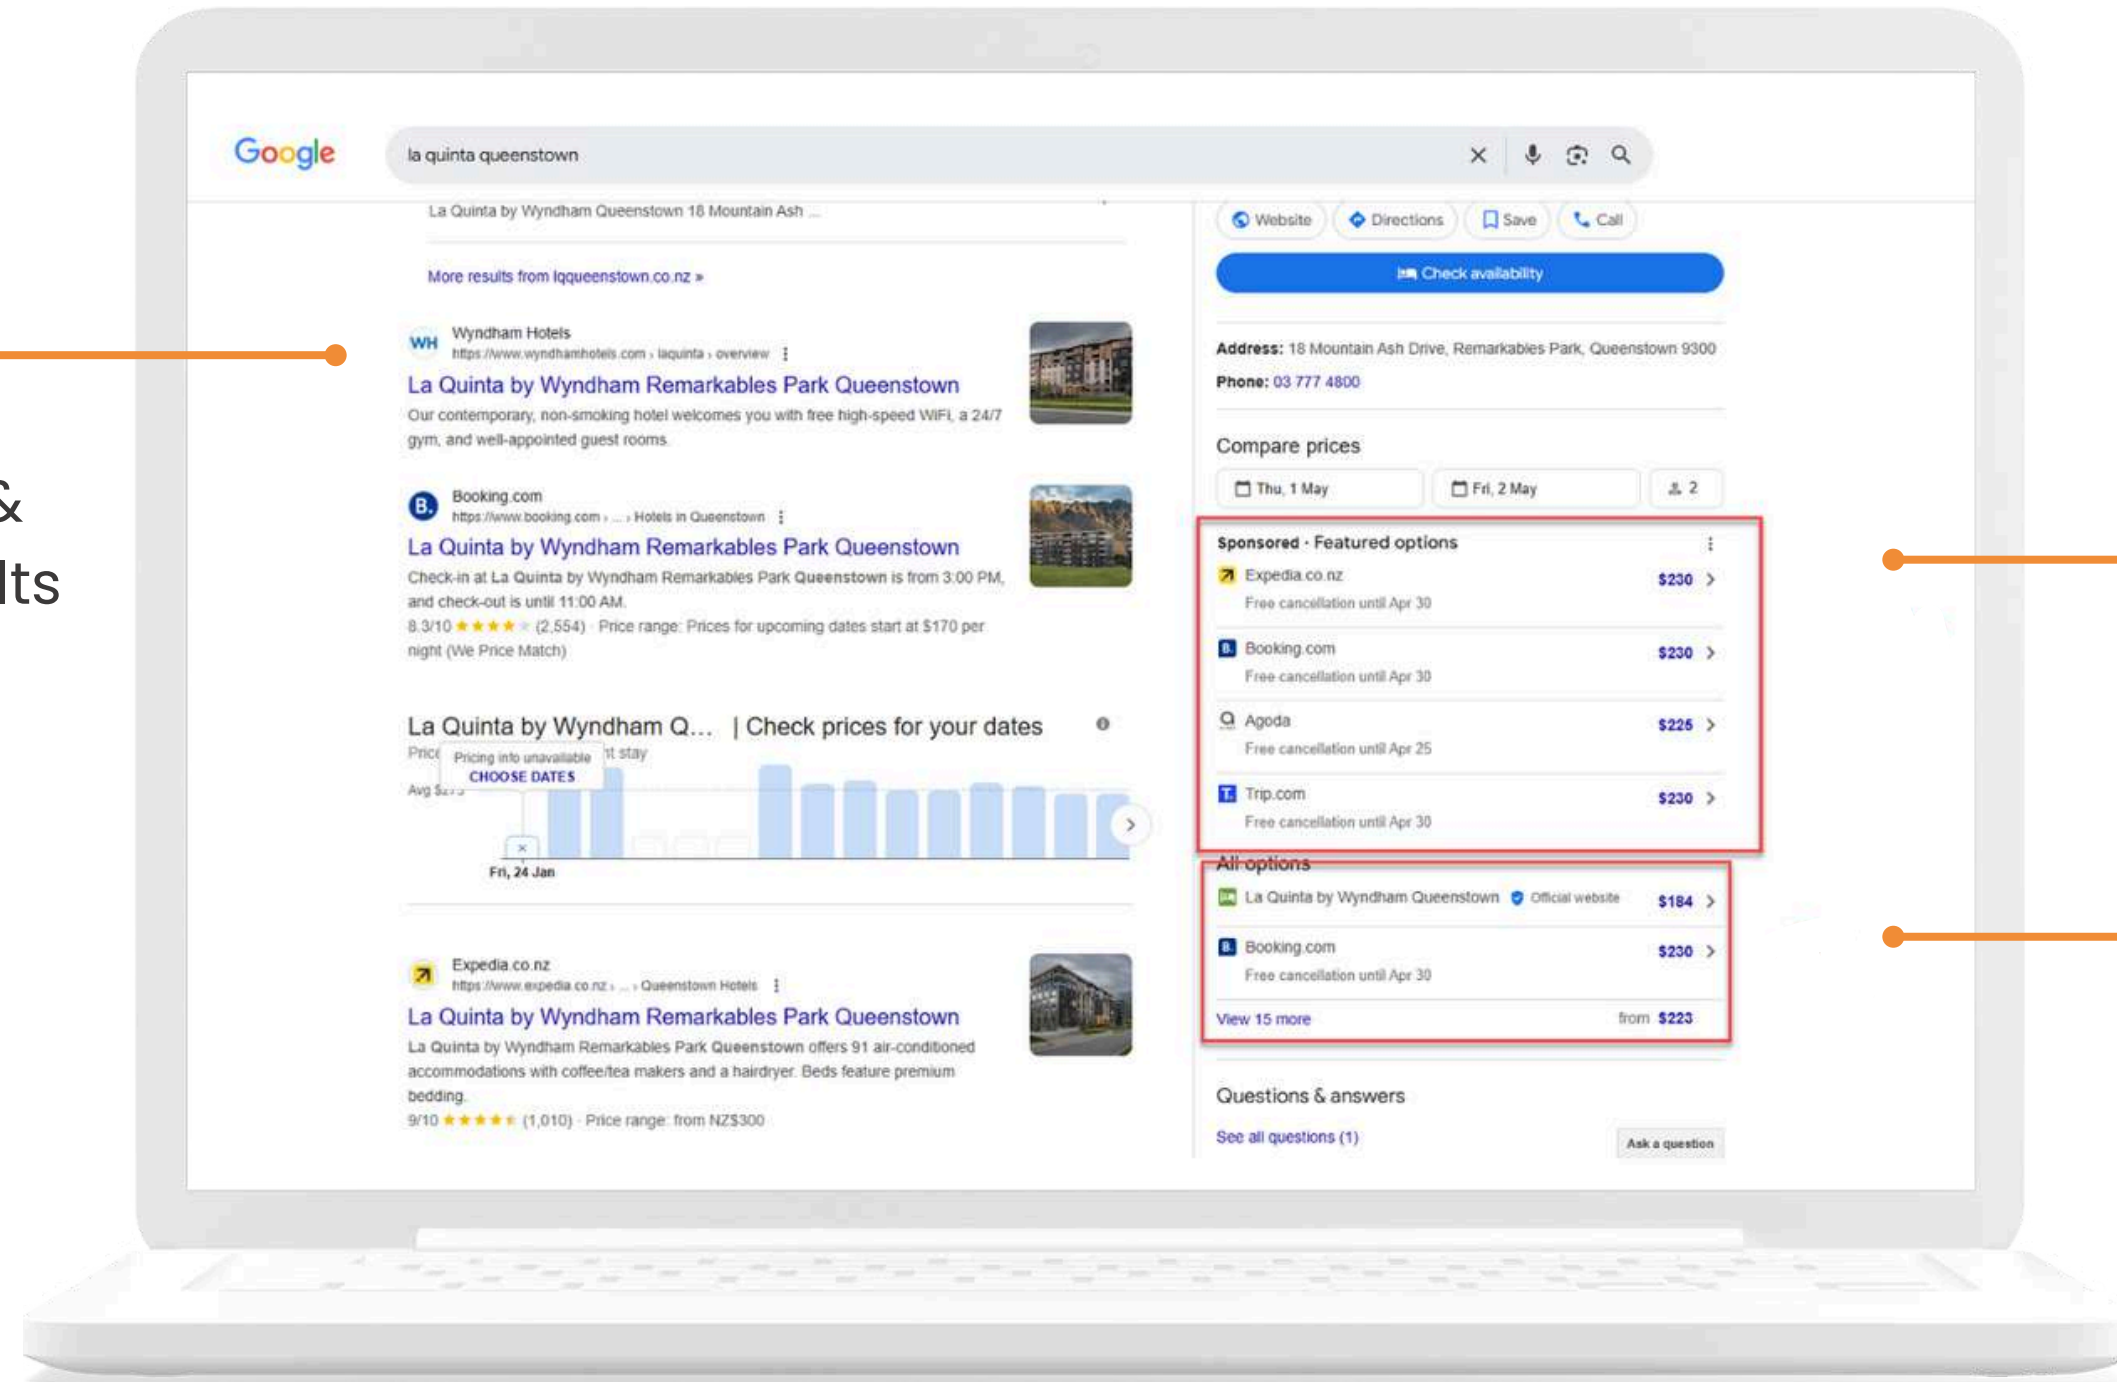 &
lts
Google
la quinta queenstown
La Quinta by Wyndham Queenstown 18 Mountain Ash ...
More results from lqqueenstown.co.nz »
WH
Wyndham Hotels
https://www.wyndhamhotels.com › laquinta › overview
La Quinta by Wyndham Remarkables Park Queenstown
Our contemporary, non-smoking hotel welcomes you with free high-speed WiFi, a 24/7
gym, and well-appointed guest rooms.
B.
Booking.com
https://www.booking.com › ... › Hotels in Queenstown
La Quinta by Wyndham Remarkables Park Queenstown
Check-in at La Quinta by Wyndham Remarkables Park Queenstown is from 3:00 PM,
and check-out is until 11:00 AM.
8.3/10 ★★★★★ (2,554) · Price range: Prices for upcoming dates start at $170 per
night (We Price Match)
La Quinta by Wyndham Q... | Check prices for your dates
Pricing info unavailable
CHOOSE DATES
stay
Avg
Fri, 24 Jan
Expedia.co.nz
https://www.expedia.co.nz › ... › Queenstown Hotels
La Quinta by Wyndham Remarkables Park Queenstown
La Quinta by Wyndham Remarkables Park Queenstown offers 91 air-conditioned
accommodations with coffee/tea makers and a hairdryer. Beds feature premium
bedding.
9/10 ★★★★★ (1,010) · Price range: from NZ$300
Website Directions Save Call
Check availability
Address: 18 Mountain Ash Drive, Remarkables Park, Queenstown 9300
Phone: 03 777 4800
Compare prices
Thu, 1 May Fri, 2 May 2
Sponsored · Featured options
Expedia.co.nz $230
Free cancellation until Apr 30
B. Booking.com $230
Free cancellation until Apr 30
Agoda $225
Free cancellation until Apr 25
T. Trip.com $230
Free cancellation until Apr 30
All options
La Quinta by Wyndham Queenstown Official website $184
B. Booking.com $230
Free cancellation until Apr 30
View 15 more from $223
Questions & answers
See all questions (1)
Ask a question